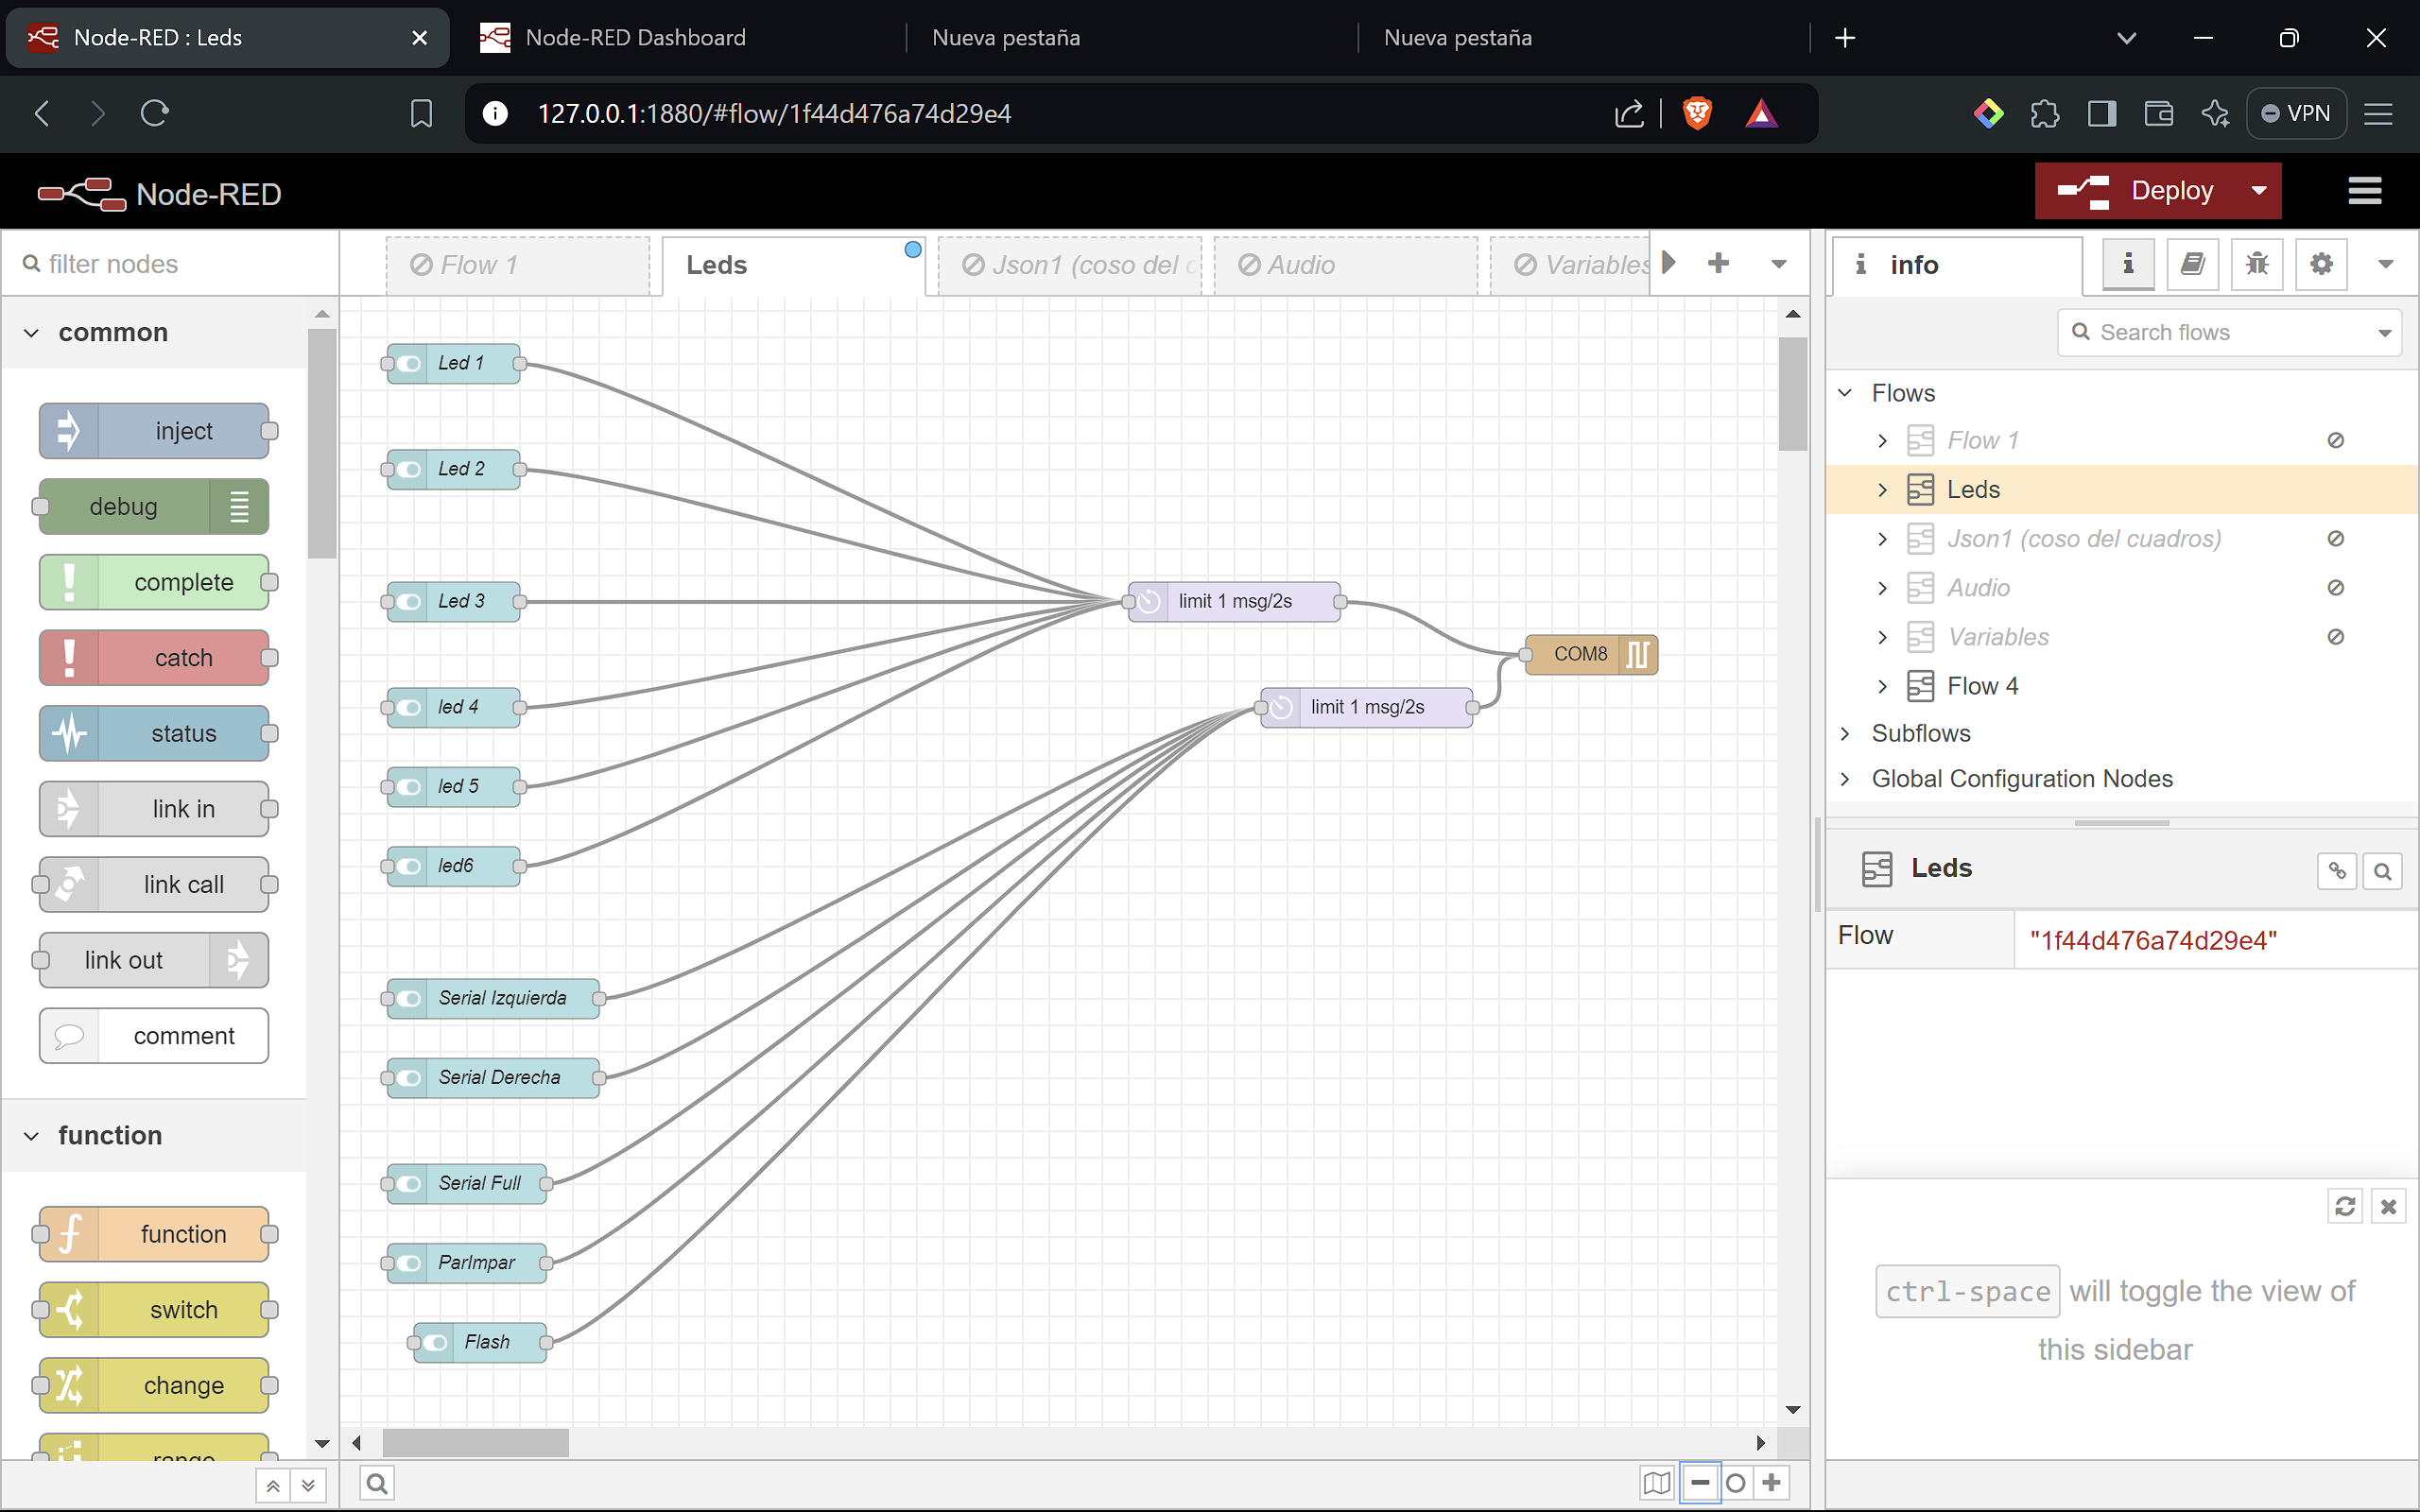 Node-RED : Leds
Node-RED Dashboard
Nueva pestaña
Nueva pestaña
127.0.0.1:1880/#flow/1f44d476a74d29e4
VPN
Node-RED
Deploy
filter nodes
Flow 1
Leds
Json1 (coso del c
Audio
Variables
info
common
inject
debug
complete
catch
status
link in
link call
link out
comment
function
function
switch
change
range
Led 1
Led 2
Led 3
led 4
led 5
led6
Serial Izquierda
Serial Derecha
Serial Full
ParImpar
Flash
limit 1 msg/2s
limit 1 msg/2s
COM8
Search flows
Flows
Flow 1
Leds
Json1 (coso del cuadros)
Audio
Variables
Flow 4
Subflows
Global Configuration Nodes
Leds
Flow "1f44d476a74d29e4"
ctrl-space will toggle the view of
this sidebar